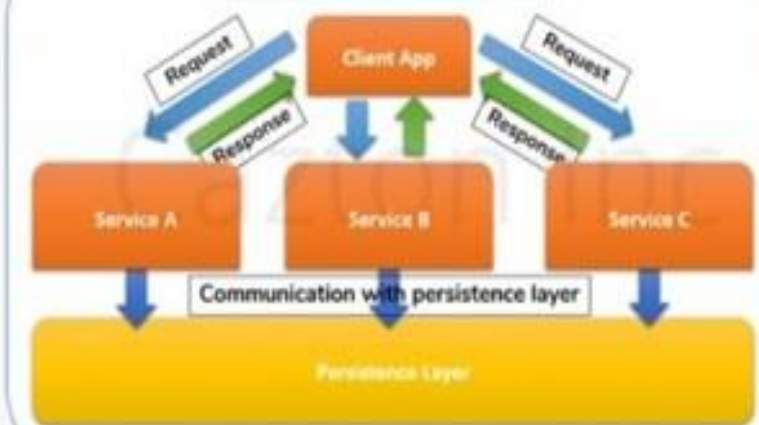 Client App
Request
Request
Response
Response
Service A
Service B
Service C
Communication with persistence layer
Persistence Layer